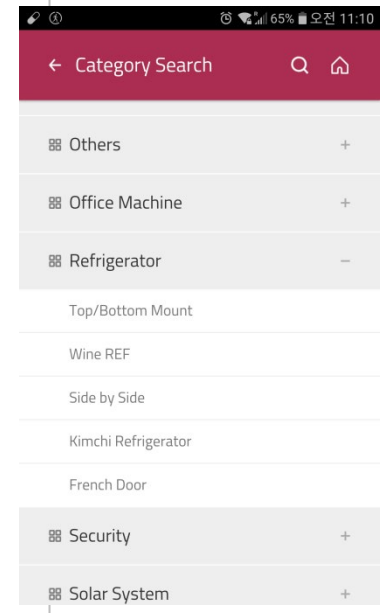 65% 오전 11:10
Category Search
Others
Office Machine
Refrigerator
Top/Bottom Mount
Wine REF
Side by Side
Kimchi Refrigerator
French Door
Security
Solar System